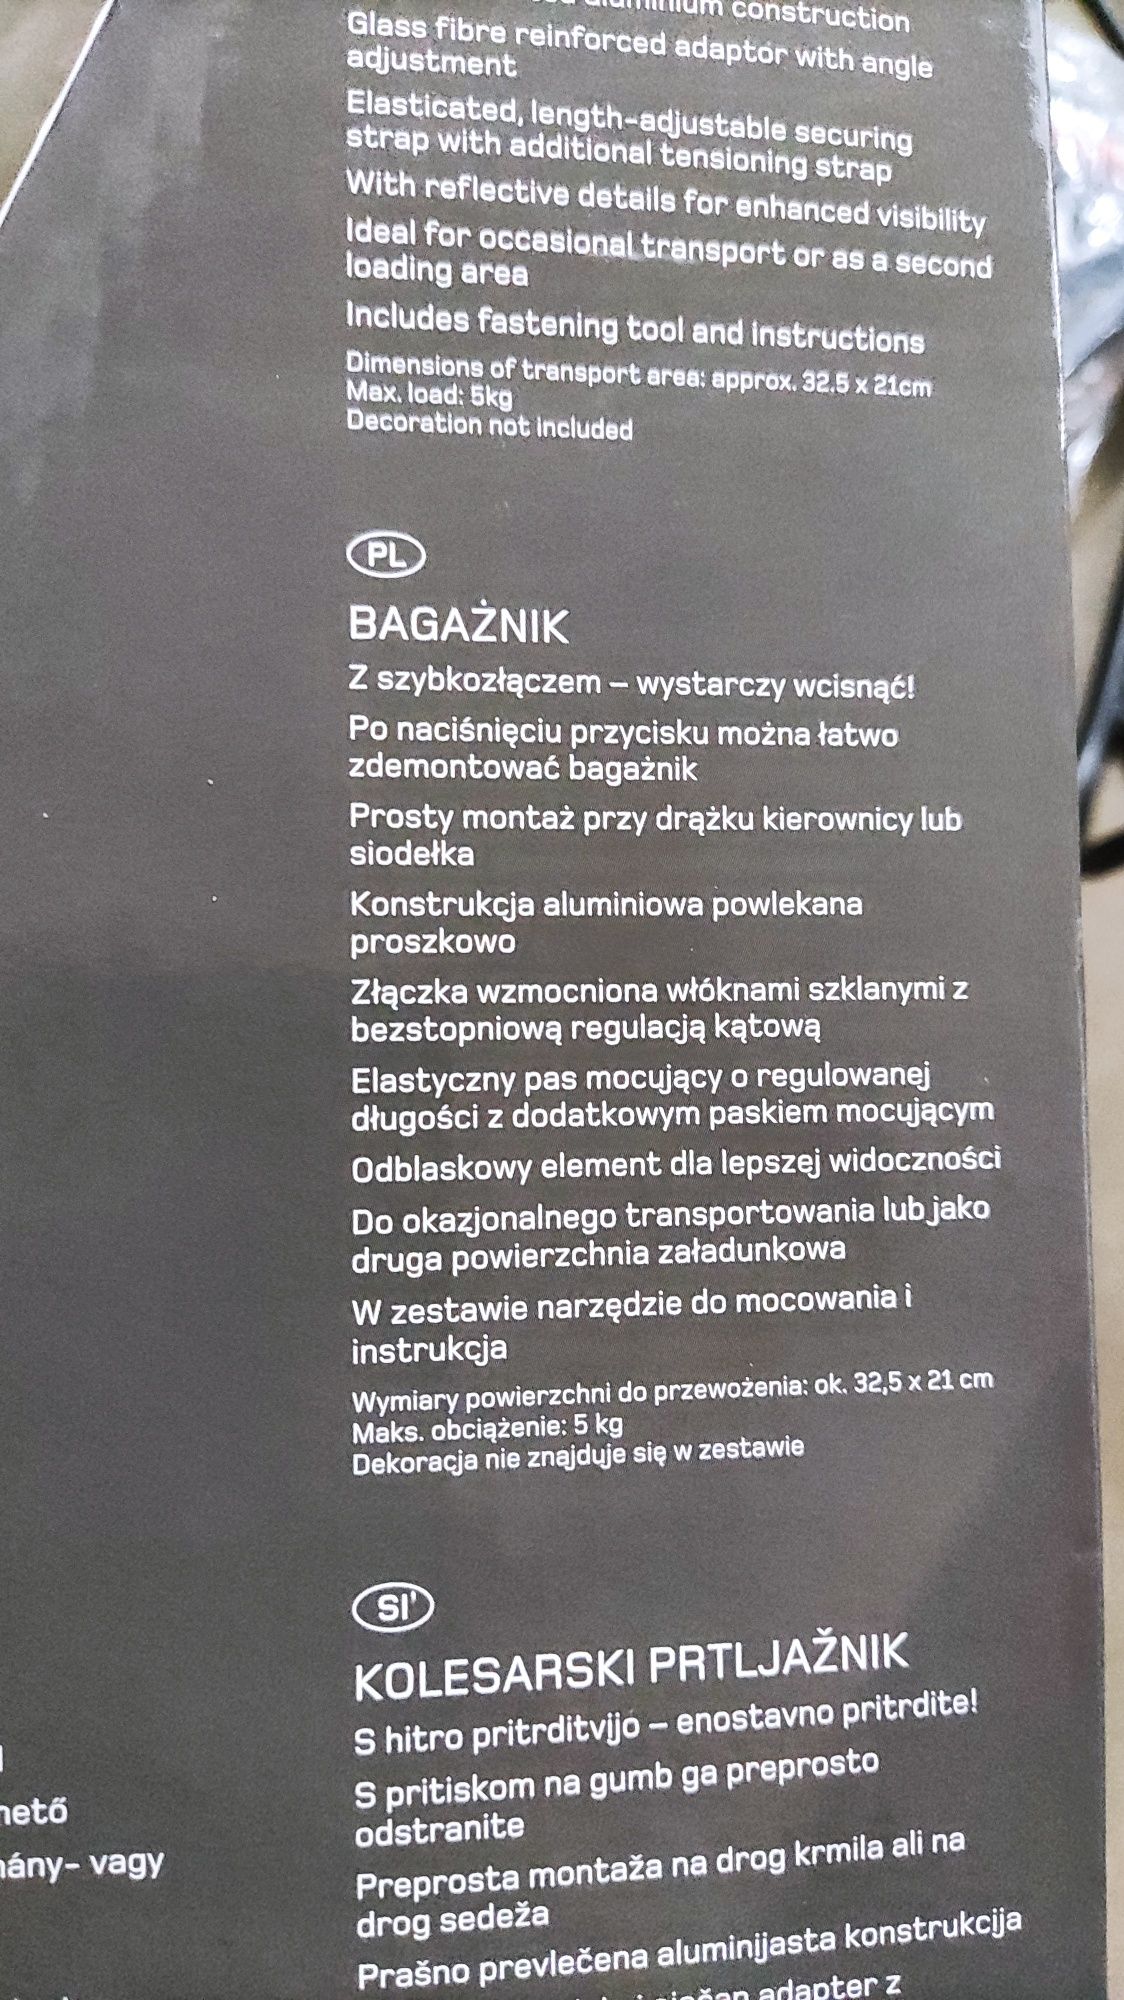 aluminium construction
Glass fibre reinforced adaptor with angle
adjustment
Elasticated, length-adjustable securing
strap with additional tensioning strap
With reflective details for enhanced visibility
Ideal for occasional transport or as a second
loading area
Includes fastening tool and instructions
Dimensions of transport area: approx. 32.5 x 21cm
Max. load: 5kg
Decoration not included
PL
BAGAŻNIK
Z szybkozłączem – wystarczy wcisnąć!
Po naciśnięciu przycisku można łatwo
zdemontować bagażnik
Prosty montaż przy drążku kierownicy lub
siodełka
Konstrukcja aluminiowa powlekana
proszkowo
Złączka wzmocniona włóknami szklanymi z
bezstopniową regulacją kątową
Elastyczny pas mocujący o regulowanej
długości z dodatkowym paskiem mocującym
Odblaskowy element dla lepszej widoczności
Do okazjonalnego transportowania lub jako
druga powierzchnia załadunkowa
W zestawie narzędzie do mocowania i
instrukcja
Wymiary powierzchni do przewożenia: ok. 32,5 x 21 cm
Maks. obciążenie: 5 kg
Dekoracja nie znajduje się w zestawie
SI'
KOLESARSKI PRTLJAŽNIK
S hitro pritrditvijo – enostavno pritrdite!
S pritiskom na gumb ga preprosto
odstranite
Preprosta montaža na drog krmila ali na
drog sedeža
Prašno prevlečena aluminijasta konstrukcija
adapter z
vagy